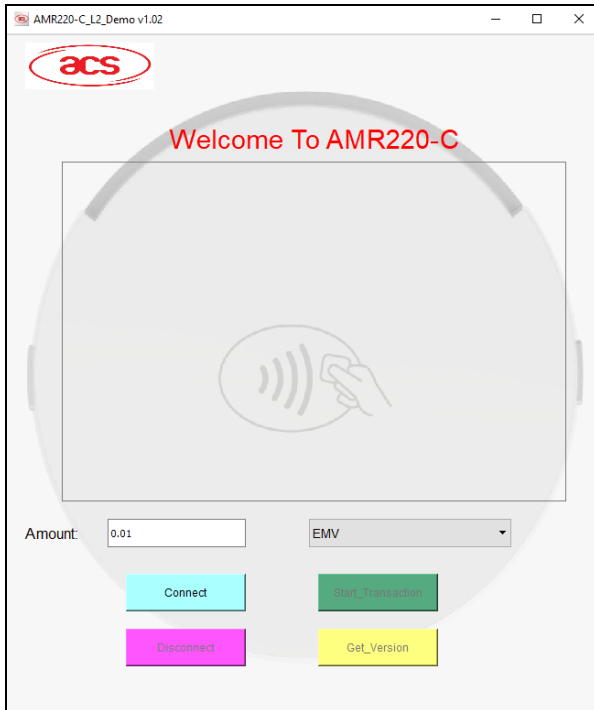 AMR220-C_L2_Demo v1.02
acs
Welcome To AMR220-C
Amount: 0.01 EMV
Connect Start_Transaction
Disconnect Get_Version